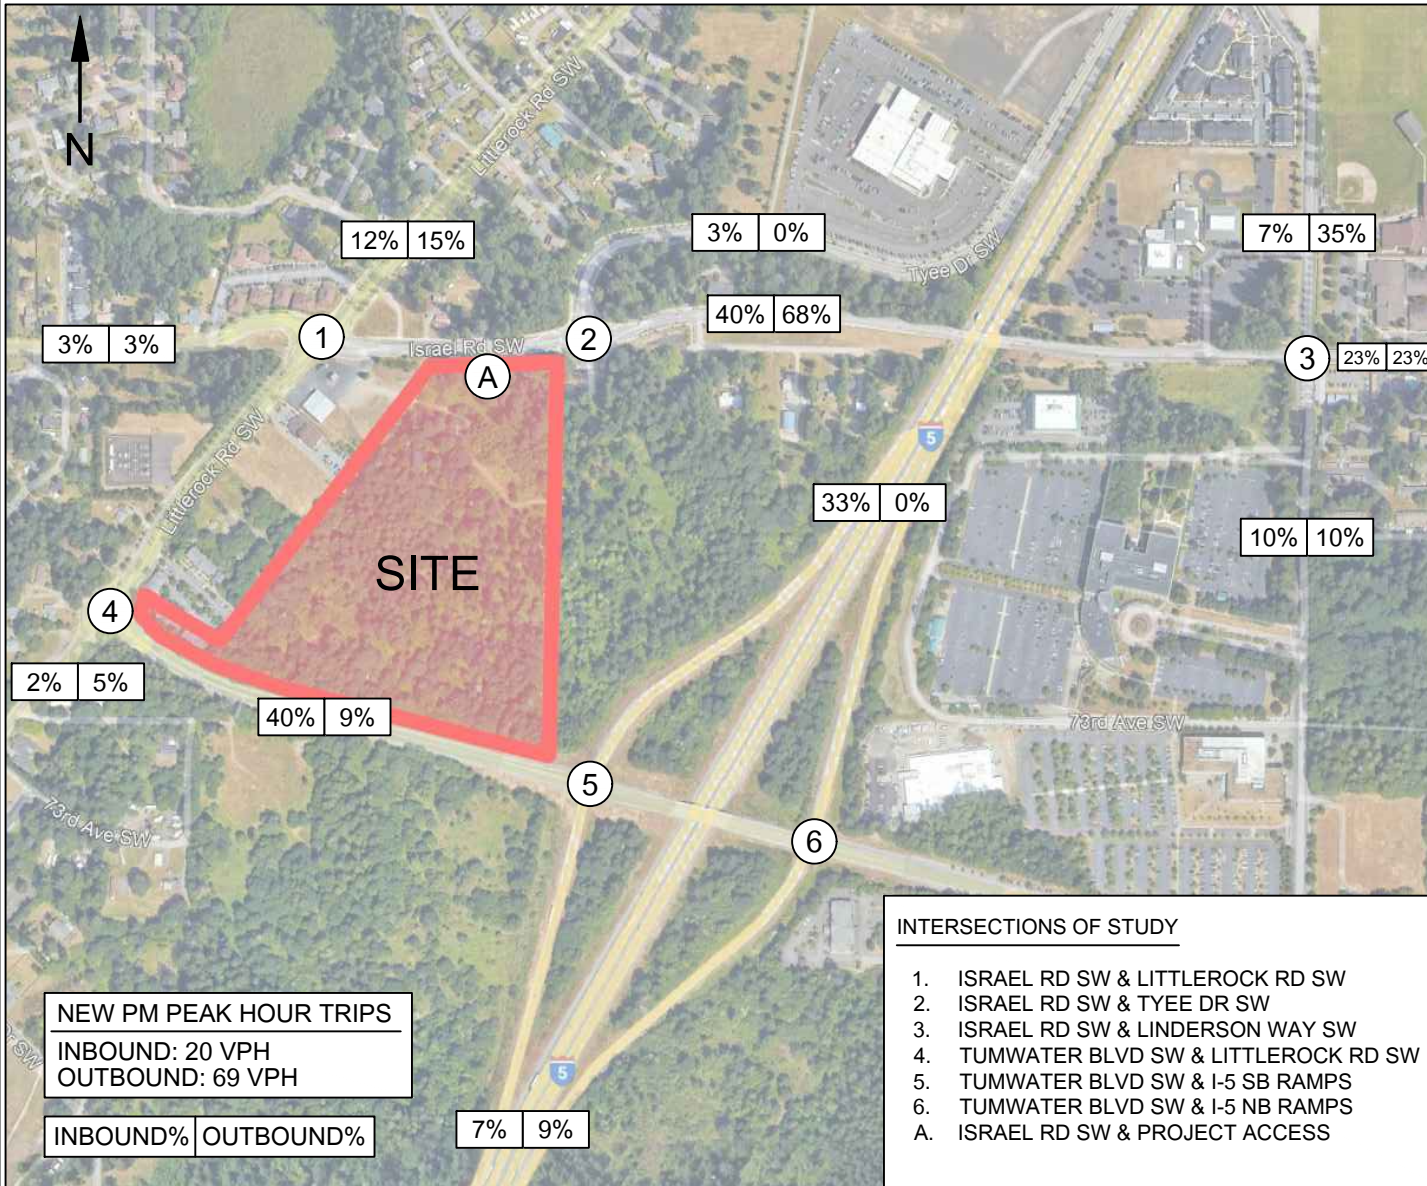 N
Littlerock Rd SW
12% 15%
3% 0%
7% 35%
Tyee Dr SW
40% 68%
3% 3%
1
Israel Rd SW
2
A
3
23% 23%
5
Littlerock Rd SW
33% 0%
10% 10%
SITE
4
2% 5%
40% 9%
73rd Ave SW
5
6
73rd Ave SW
INTERSECTIONS OF STUDY
1. ISRAEL RD SW & LITTLEROCK RD SW
2. ISRAEL RD SW & TYEE DR SW
3. ISRAEL RD SW & LINDERSON WAY SW
4. TUMWATER BLVD SW & LITTLEROCK RD SW
5. TUMWATER BLVD SW & I-5 SB RAMPS
6. TUMWATER BLVD SW & I-5 NB RAMPS
A. ISRAEL RD SW & PROJECT ACCESS
NEW PM PEAK HOUR TRIPS
INBOUND: 20 VPH
OUTBOUND: 69 VPH
INBOUND% OUTBOUND%
Dr SW
5
7% 9%